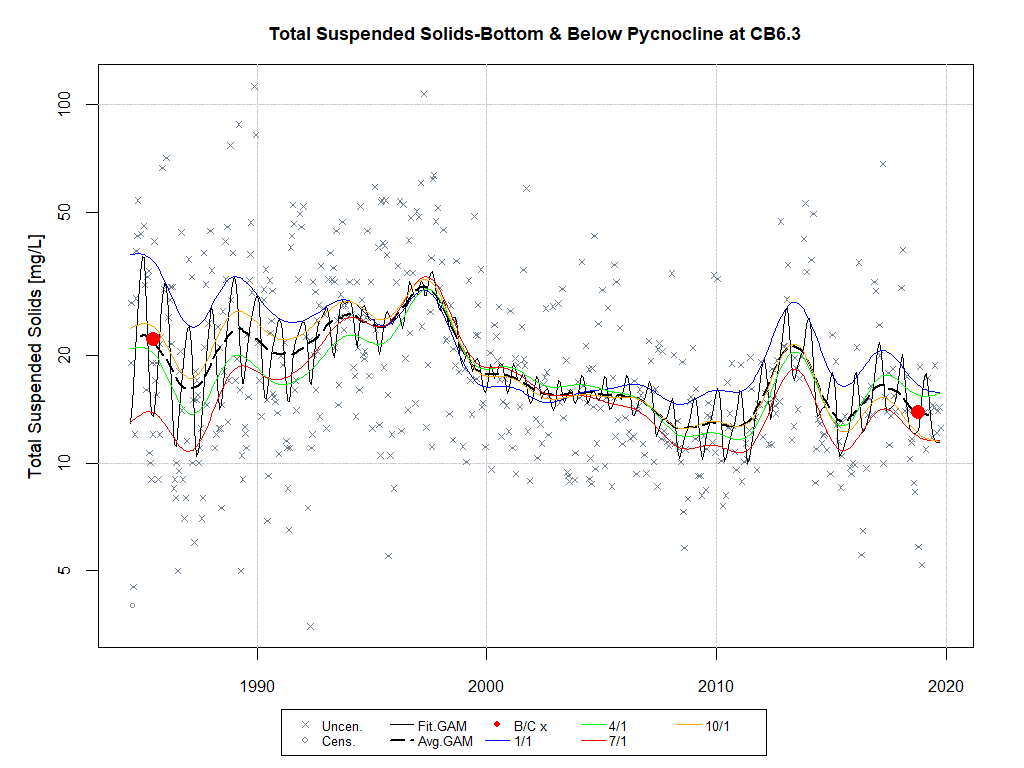 Total Suspended Solids-Bottom & Below Pycnocline at CB6.3
Total Suspended Solids [mg/L]
100
50
20
10
5
1990 2000 2010 2020
Uncen. Fit.GAM B/C x 4/1 10/1
Cens. Avg.GAM 1/1 7/1